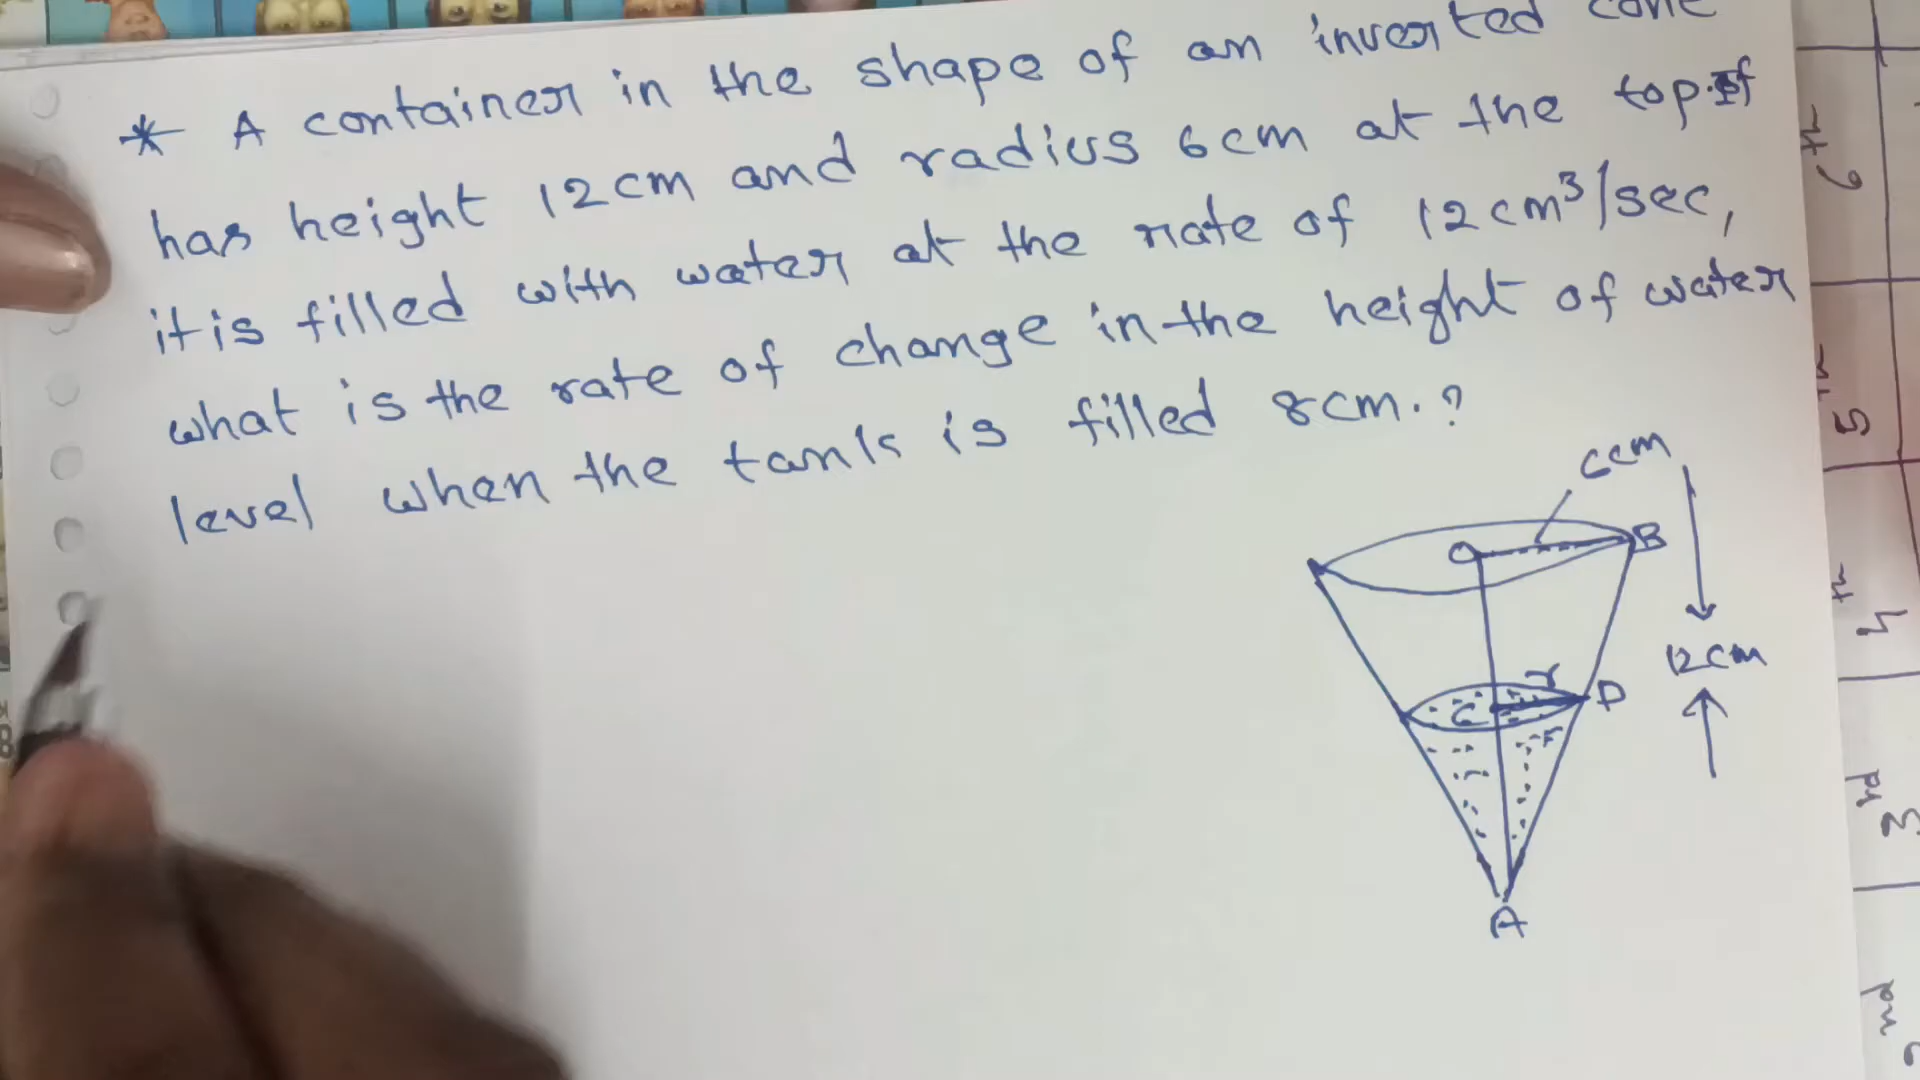 * A container in the shape of an inverted cone
has height 12cm and radius 6cm at the top. If
it is filled with water at the rate of 12cm³/sec,
what is the rate of change in the height of water
level when the tank is filled 8cm.?
6cm
O
B
12cm
r
C
D
A